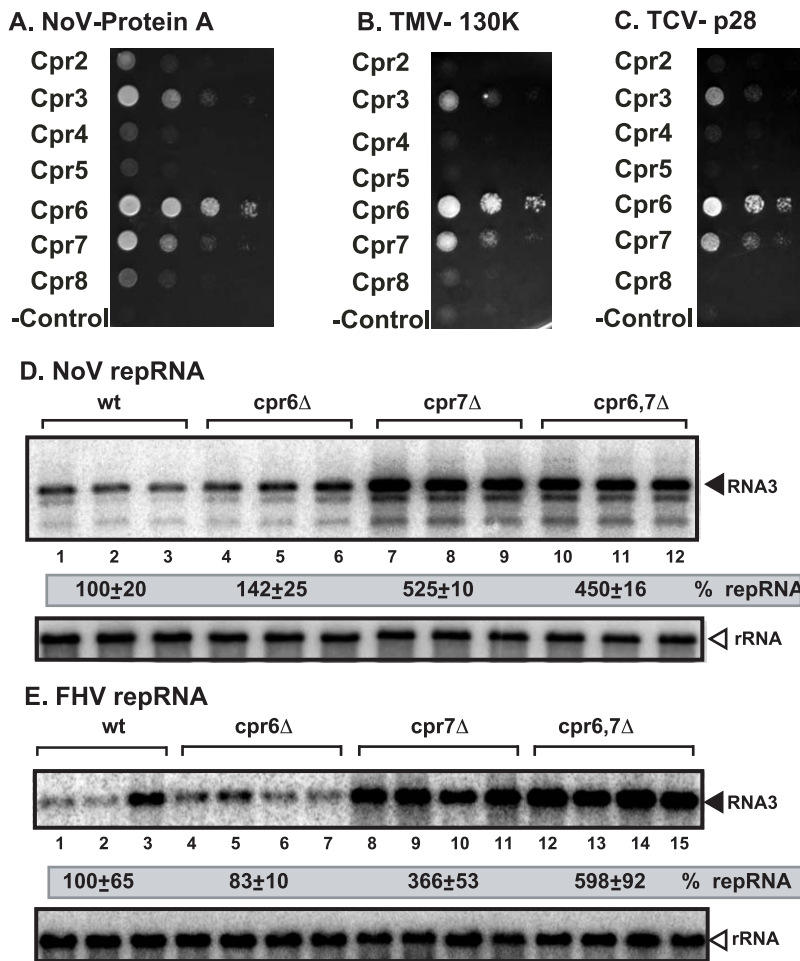 A. NoV-Protein A
Cpr2
Cpr3
Cpr4
Cpr5
Cpr6
Cpr7
Cpr8
-Control
B. TMV- 130K
Cpr2
Cpr3
Cpr4
Cpr5
Cpr6
Cpr7
Cpr8
-Control
C. TCV- p28
Cpr2
Cpr3
Cpr4
Cpr5
Cpr6
Cpr7
Cpr8
-Control
D. NoV repRNA
wt cpr6Δ cpr7Δ cpr6,7Δ
RNA3
1 2 3 4 5 6 7 8 9 10 11 12
100±20 142±25 525±10 450±16 % repRNA
rRNA
E. FHV repRNA
wt cpr6Δ cpr7Δ cpr6,7Δ
RNA3
1 2 3 4 5 6 7 8 9 10 11 12 13 14 15
100±65 83±10 366±53 598±92 % repRNA
rRNA